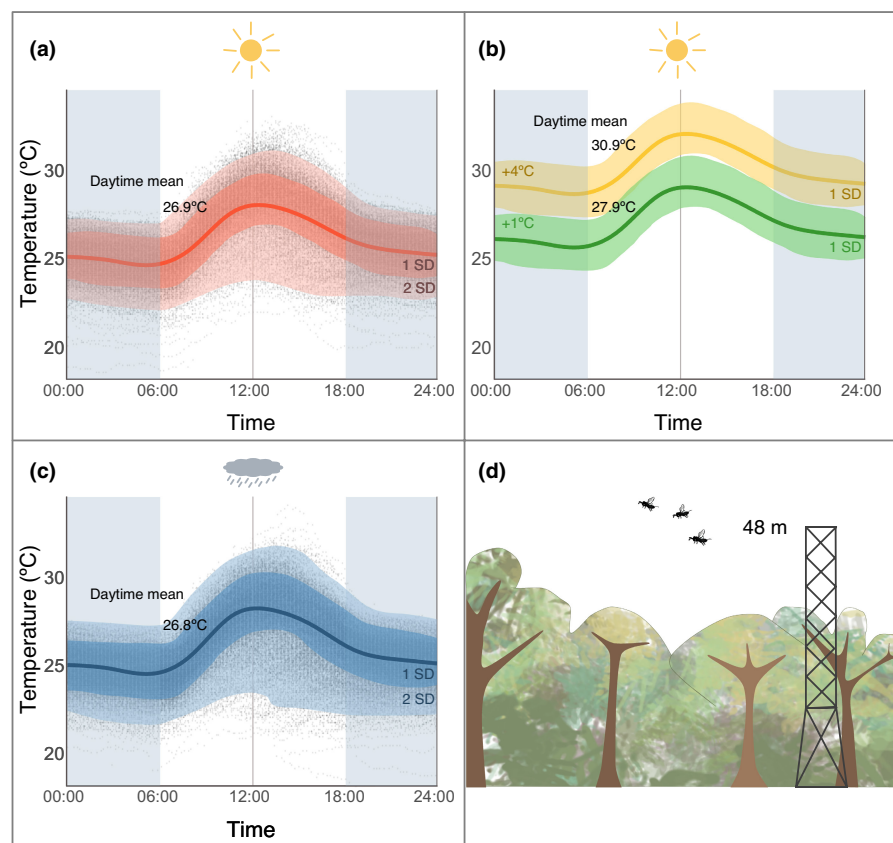 (a)
Temperature (ºC)
30
25
20
Daytime mean
26.9ºC
1 SD
2 SD
00:00 06:00 12:00 18:00 24:00
Time
(b)
30
25
20
Daytime mean
30.9ºC
+4ºC
1 SD
27.9ºC
+1ºC
1 SD
00:00 06:00 12:00 18:00 24:00
Time
(c)
Temperature (ºC)
30
25
20
Daytime mean
26.8ºC
1 SD
2 SD
00:00 06:00 12:00 18:00 24:00
Time
(d)
48 m